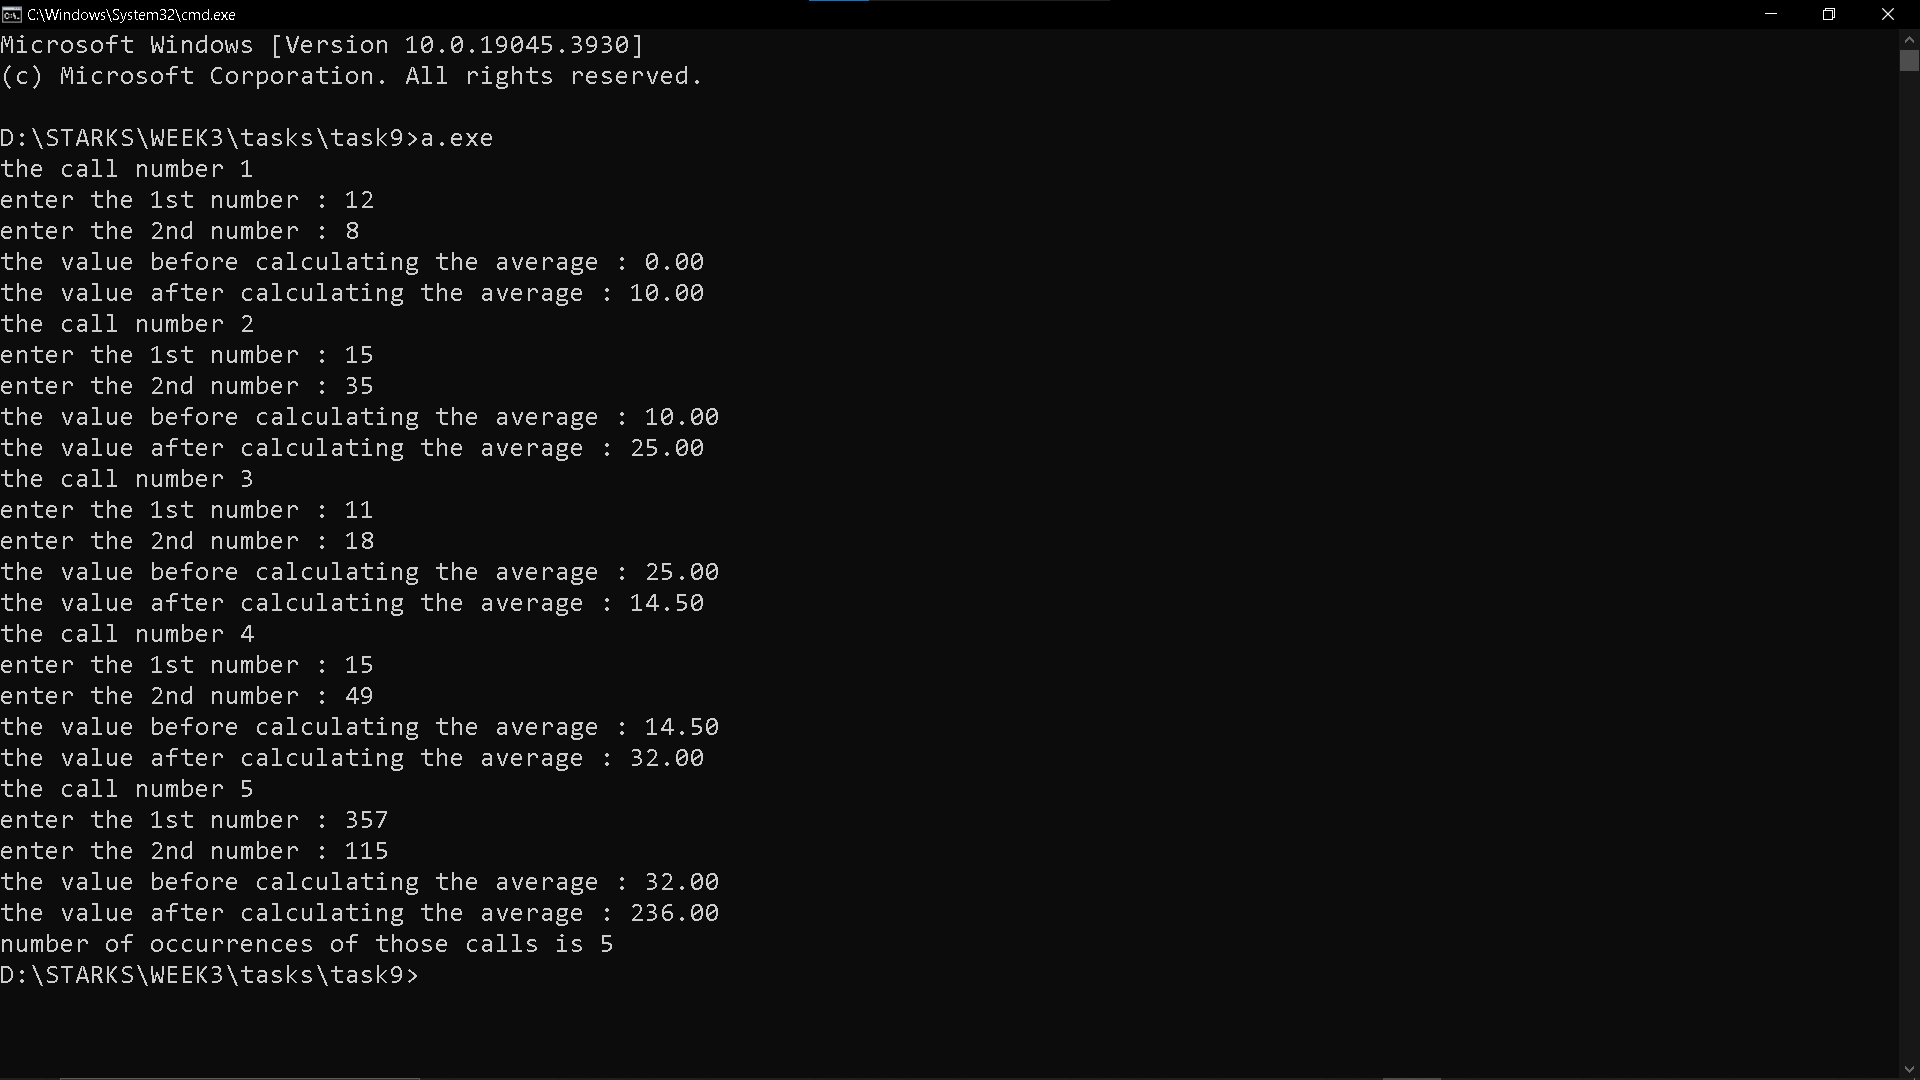 C:\Windows\System32\cmd.exe
Microsoft Windows [Version 10.0.19045.3930]
(c) Microsoft Corporation. All rights reserved.
D:\STARKS\WEEK3\tasks\task9>a.exe
the call number 1
enter the 1st number : 12
enter the 2nd number : 8
the value before calculating the average : 0.00
the value after calculating the average : 10.00
the call number 2
enter the 1st number : 15
enter the 2nd number : 35
the value before calculating the average : 10.00
the value after calculating the average : 25.00
the call number 3
enter the 1st number : 11
enter the 2nd number : 18
the value before calculating the average : 25.00
the value after calculating the average : 14.50
the call number 4
enter the 1st number : 15
enter the 2nd number : 49
the value before calculating the average : 14.50
the value after calculating the average : 32.00
the call number 5
enter the 1st number : 357
enter the 2nd number : 115
the value before calculating the average : 32.00
the value after calculating the average : 236.00
number of occurrences of those calls is 5
D:\STARKS\WEEK3\tasks\task9>